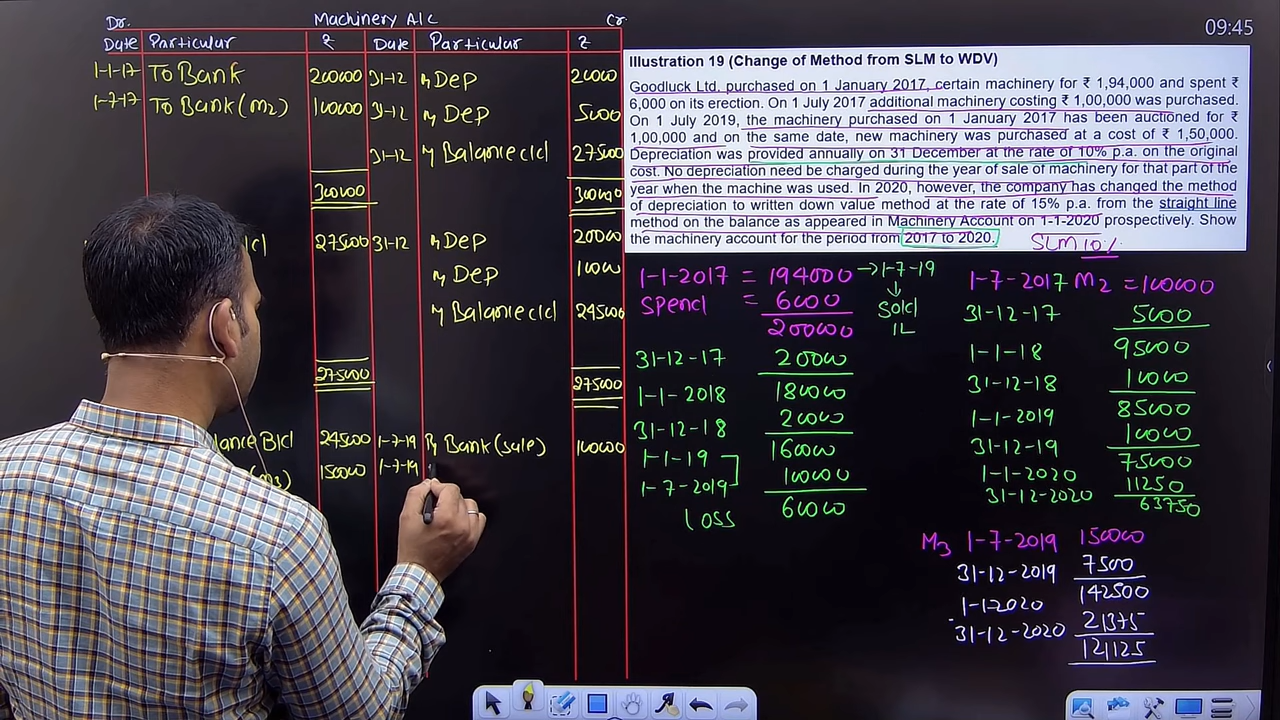 09:45
Dr. Machinery A/c Cr.
Date Particular ₹ Date Particular ₹
1-1-17 To Bank 200000 31-12 By Dep 20000
1-7-17 To Bank (M2) 100000 31-12 By Dep 5000
31-12 By Balance c/d 275000
300000 300000
275000 31-12 By Dep 20000
By Dep 10000
By Balance c/d 245000
275000 275000
lance B/d 245000 1-7-19 By Bank (sale) 100000
150000 1-7-19
Illustration 19 (Change of Method from SLM to WDV)
Goodluck Ltd. purchased on 1 January 2017, certain machinery for ₹ 1,94,000 and spent ₹
6,000 on its erection. On 1 July 2017 additional machinery costing ₹ 1,00,000 was purchased.
On 1 July 2019, the machinery purchased on 1 January 2017 has been auctioned for ₹
1,00,000 and on the same date, new machinery was purchased at a cost of ₹ 1,50,000.
Depreciation was provided annually on 31 December at the rate of 10% p.a. on the original
cost. No depreciation need be charged during the year of sale of machinery for that part of the
year when the machine was used. In 2020, however, the company has changed the method
of depreciation to written down value method at the rate of 15% p.a. from the straight line
method on the balance as appeared in Machinery Account on 1-1-2020 prospectively. Show
the machinery account for the period from 2017 to 2020.
SLM 10%
1-1-2017 = 194000 → 1-7-19
Spend = 6000 ↓
200000 Sold
1L
31-12-17 20000
1-1-2018 180000
31-12-18 20000
1-1-19 160000
1-7-2019 100000
Loss 60000
1-7-2017 M2 = 100000
31-12-17 5000
1-1-18 95000
31-12-18 10000
1-1-2019 85000
31-12-19 10000
1-1-2020 75000
31-12-2020 11250
63750
M3 1-7-2019 150000
31-12-2019 7500
1-1-2020 142500
31-12-2020 21375
121125